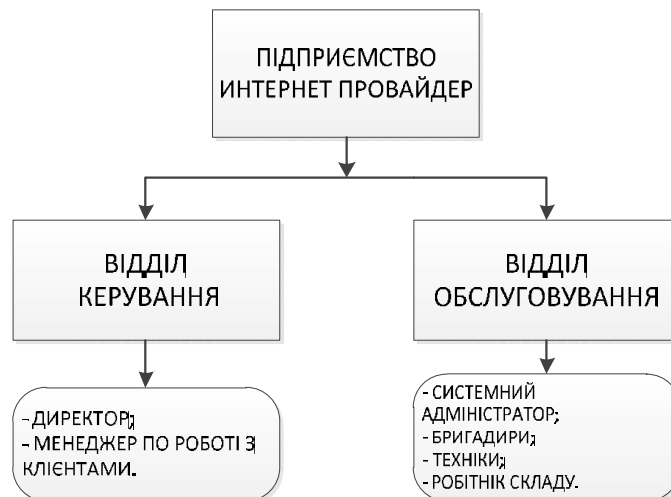 ПІДПРИЄМСТВО
ИНТЕРНЕТ ПРОВАЙДЕР
ВІДДІЛ
КЕРУВАННЯ
ВІДДІЛ
ОБСЛУГОВУВАННЯ
- ДИРЕКТОР;
- МЕНЕДЖЕР ПО РОБОТІ З
КЛІЄНТАМИ.
- СИСТЕМНИЙ
АДМІНІСТРАТОР;
- БРИГАДИРИ;
- ТЕХНІКИ;
- РОБІТНІК СКЛАДУ.